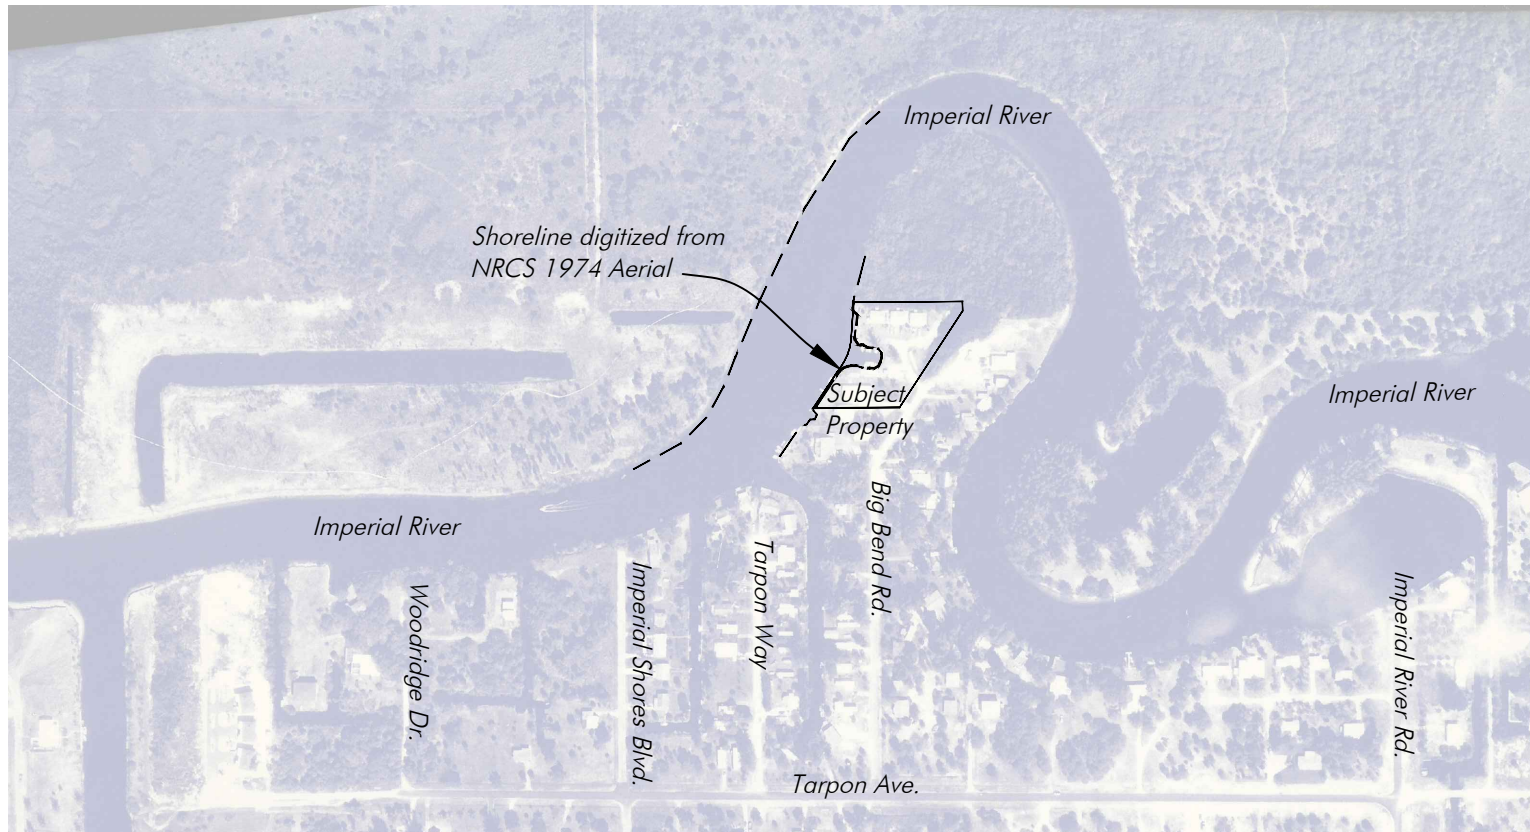 Imperial River
Shoreline digitized from
NRCS 1974 Aerial
Subject
Property
Imperial River
Imperial River
Big Bend Rd.
Tarpon Way
Imperial Shores Blvd.
Woodridge Dr.
Imperial River Rd.
Tarpon Ave.